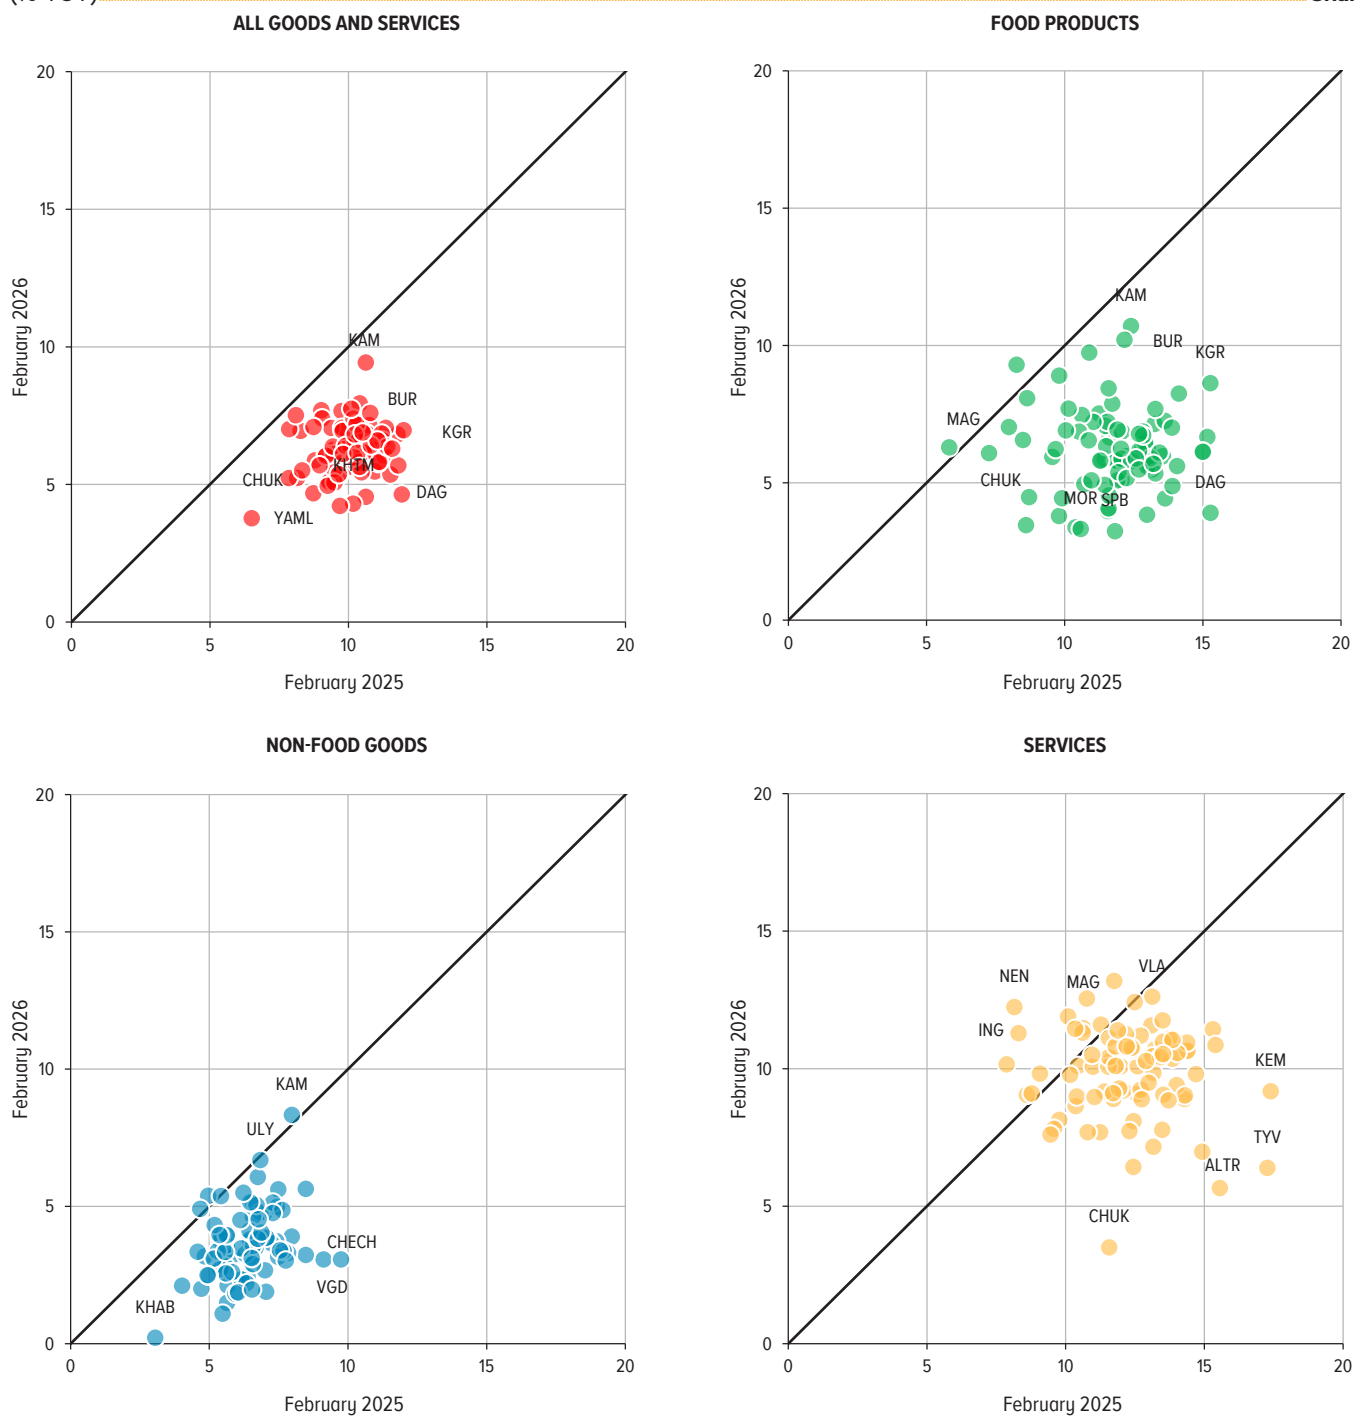 ALL GOODS AND SERVICES
FOOD PRODUCTS
20
15
10
5
0
0
5
10
15
20
February 2026
February 2025
KAM
BUR
KGR
KHTM
CHUK
DAG
YAML
20
15
10
5
0
0
5
10
15
20
February 2026
February 2025
KAM
BUR
KGR
MAG
CHUK
MOR
SPB
DAG
NON-FOOD GOODS
SERVICES
20
15
10
5
0
0
5
10
15
20
February 2026
February 2025
KAM
ULY
CHECH
VGD
KHAB
20
15
10
5
0
0
5
10
15
20
February 2026
February 2025
NEN
MAG
VLA
ING
KEM
TYV
ALTR
CHUK